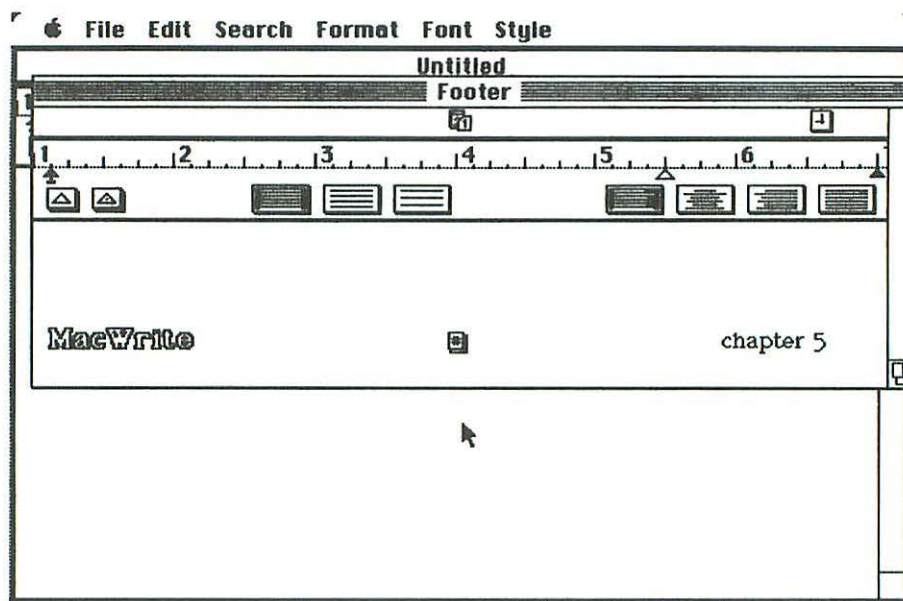 File Edit Search Format Font Style
Untitled
Footer
1 2 3 4 5 6
MacWrite # chapter 5